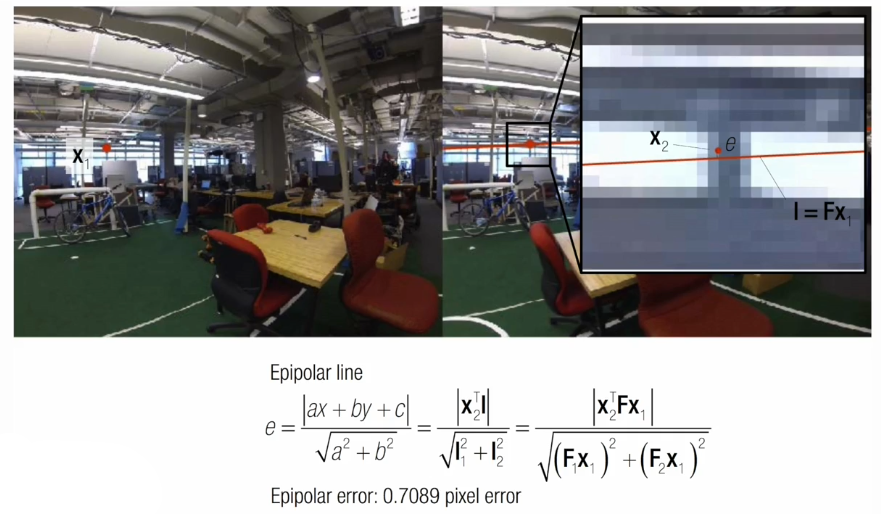 x₁
x₂
e
l = Fx₁
Epipolar line
e = |ax + by + c| / √(a² + b²) = |x₂ᵀl| / √(l₁² + l₂²) = |x₂ᵀFx₁| / √((F₁x₁)² + (F₂x₁)²)
Epipolar error: 0.7089 pixel error